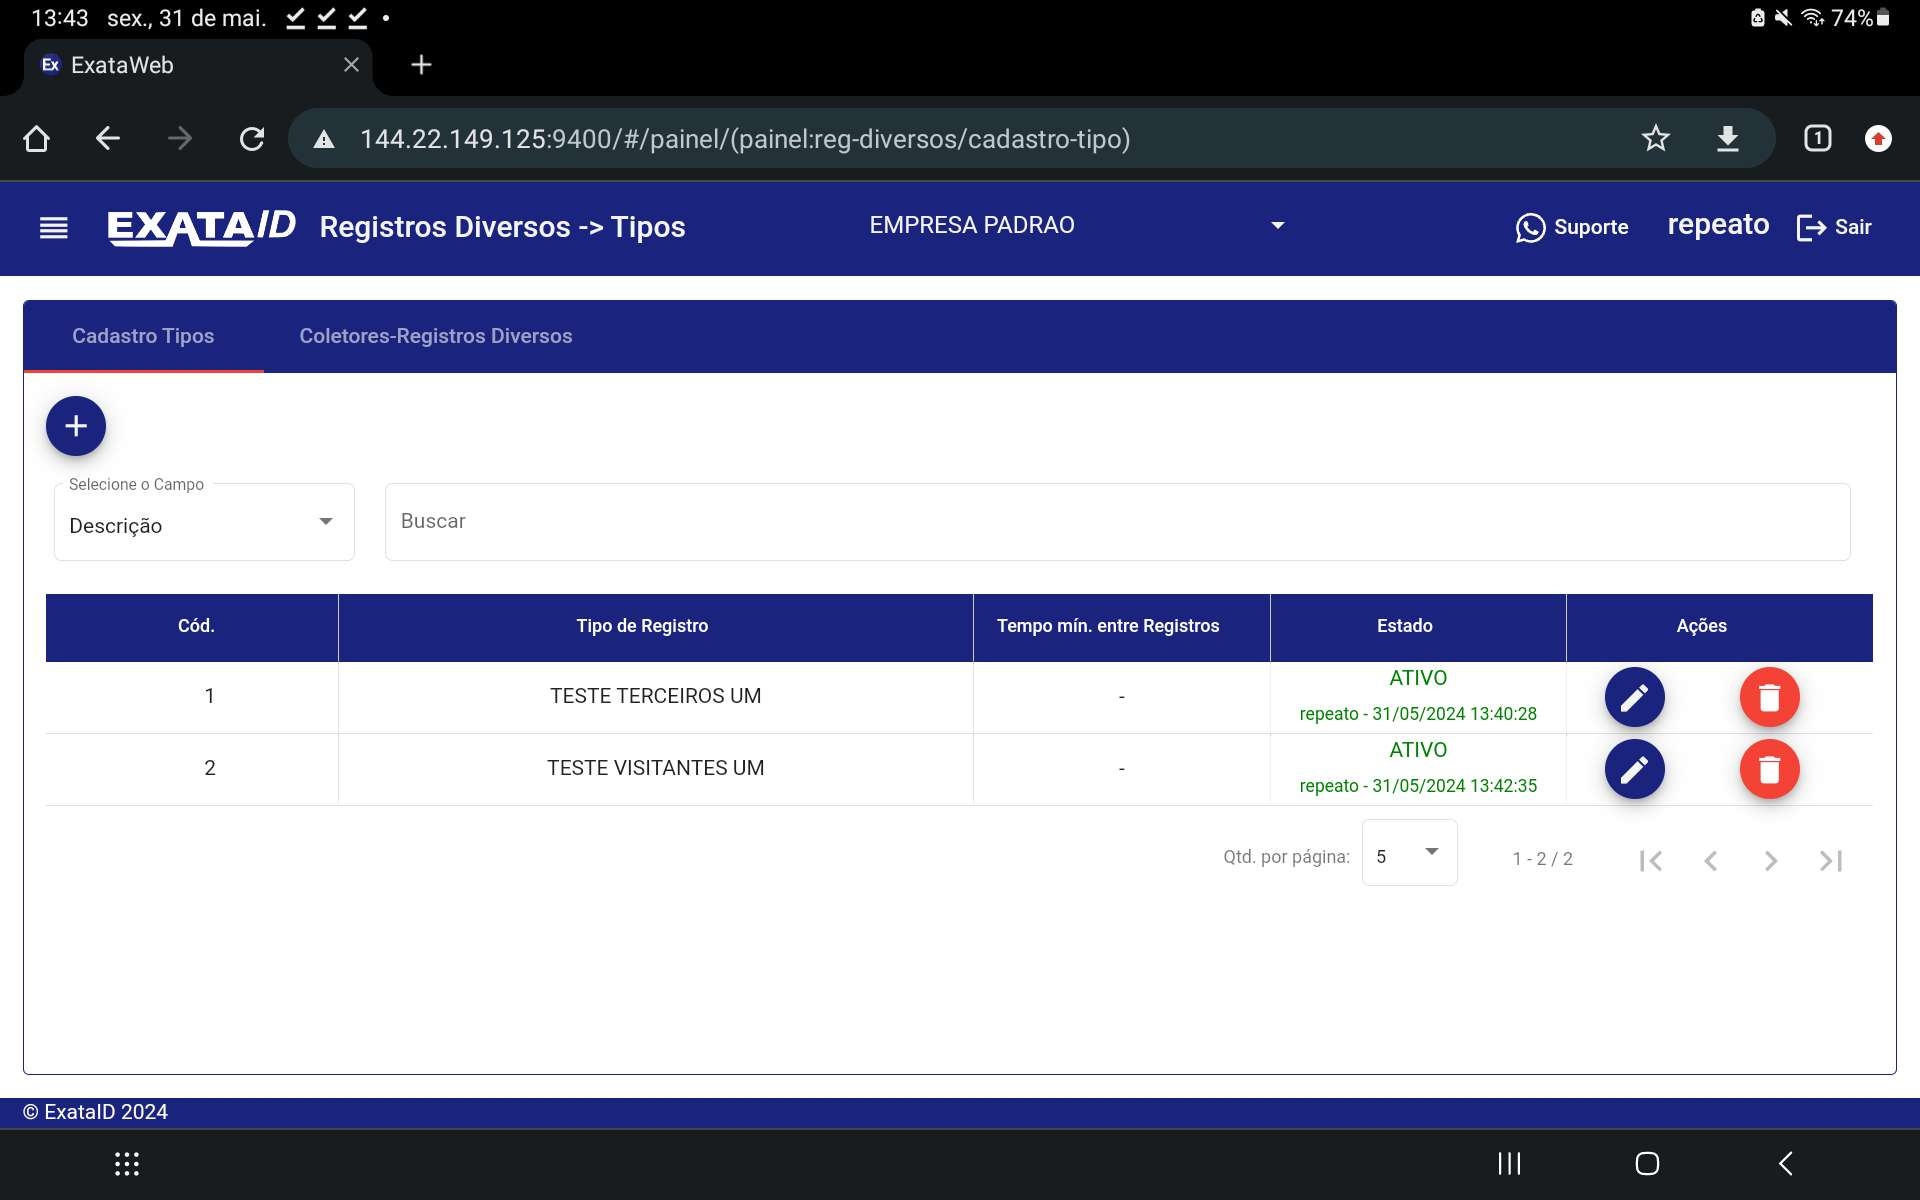 13:43 sex., 31 de mai. 74%
Ex ExataWeb
144.22.149.125:9400/#/painel/(painel:reg-diversos/cadastro-tipo) 1
EXATAID Registros Diversos -> Tipos EMPRESA PADRAO Suporte repeato Sair
Cadastro Tipos Coletores-Registros Diversos
+
Selecione o Campo
Descrição Buscar
Cód. Tipo de Registro Tempo mín. entre Registros Estado Ações
1 TESTE TERCEIROS UM - ATIVO
repeato - 31/05/2024 13:40:28
2 TESTE VISITANTES UM - ATIVO
repeato - 31/05/2024 13:42:35
Qtd. por página: 5 1 - 2 / 2
© ExataID 2024